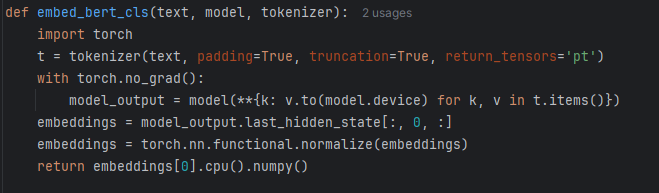 def embed_bert_cls(text, model, tokenizer): 2 usages
    import torch
    t = tokenizer(text, padding=True, truncation=True, return_tensors='pt')
    with torch.no_grad():
        model_output = model(**{k: v.to(model.device) for k, v in t.items()})
    embeddings = model_output.last_hidden_state[:, 0, :]
    embeddings = torch.nn.functional.normalize(embeddings)
    return embeddings[0].cpu().numpy()